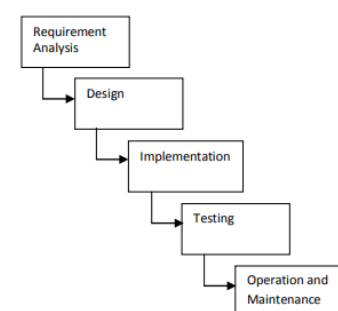 Requirement
Analysis
Design
Implementation
Testing
Operation and
Maintenance